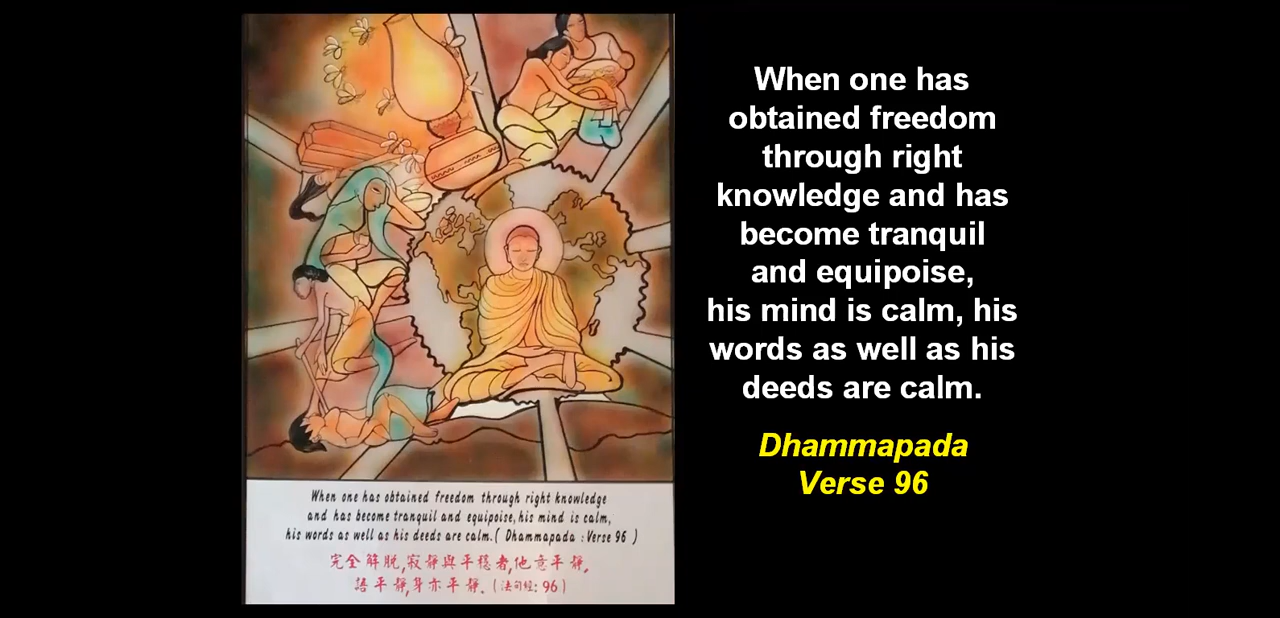 When one has
obtained freedom
through right
knowledge and has
become tranquil
and equipoise,
his mind is calm, his
words as well as his
deeds are calm.
Dhammapada
Verse 96
When one has obtained freedom through right knowledge
and has become tranquil and equipoise, his mind is calm,
his words as well as his deeds are calm. ( Dhammapada : Verse 96 )
完全解脱,寂靜與平穩者,他意平靜,
語平靜,身亦平靜。(法句經: 96)